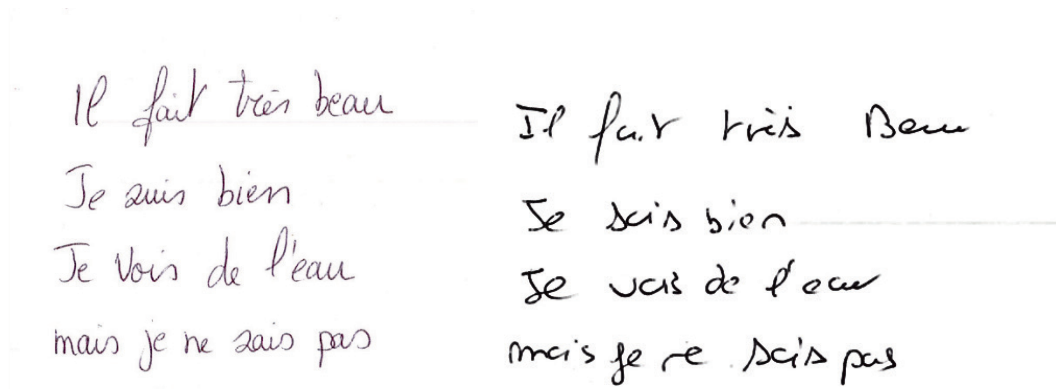 Il fait très beau
Je suis bien
Je vois de l'eau
mais je ne sais pas
Il fait très Beau
Je sais bien
Je vois de l'eau
mais je ne sais pas